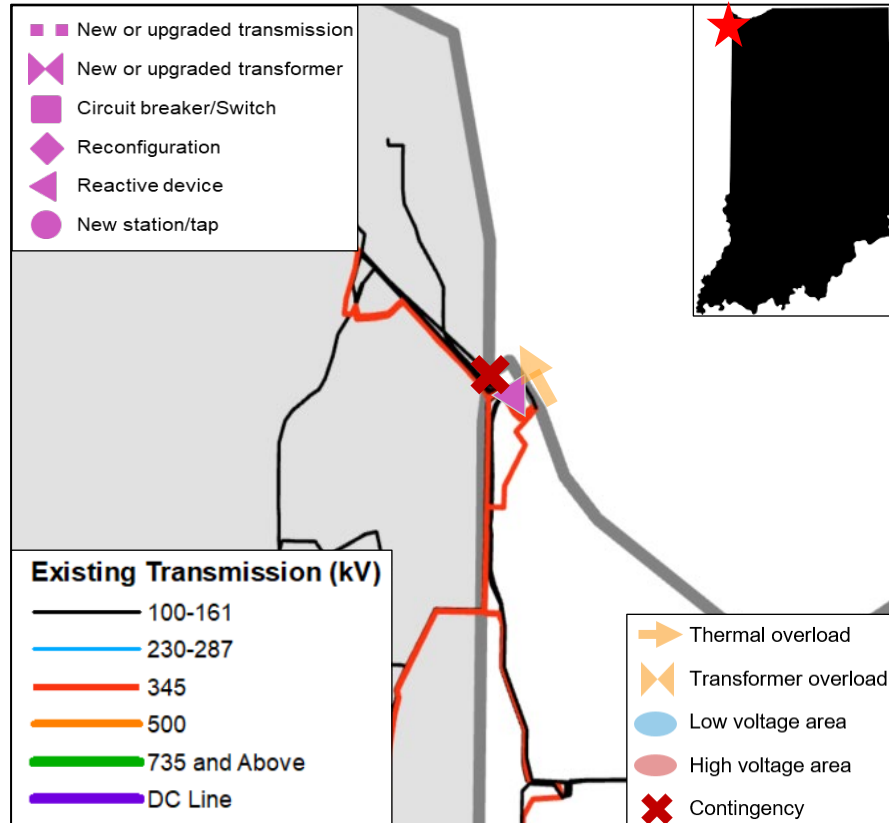 New or upgraded transmission
New or upgraded transformer
Circuit breaker/Switch
Reconfiguration
Reactive device
New station/tap
Existing Transmission (kV)
100-161
230-287
345
500
735 and Above
DC Line
Thermal overload
Transformer overload
Low voltage area
High voltage area
Contingency